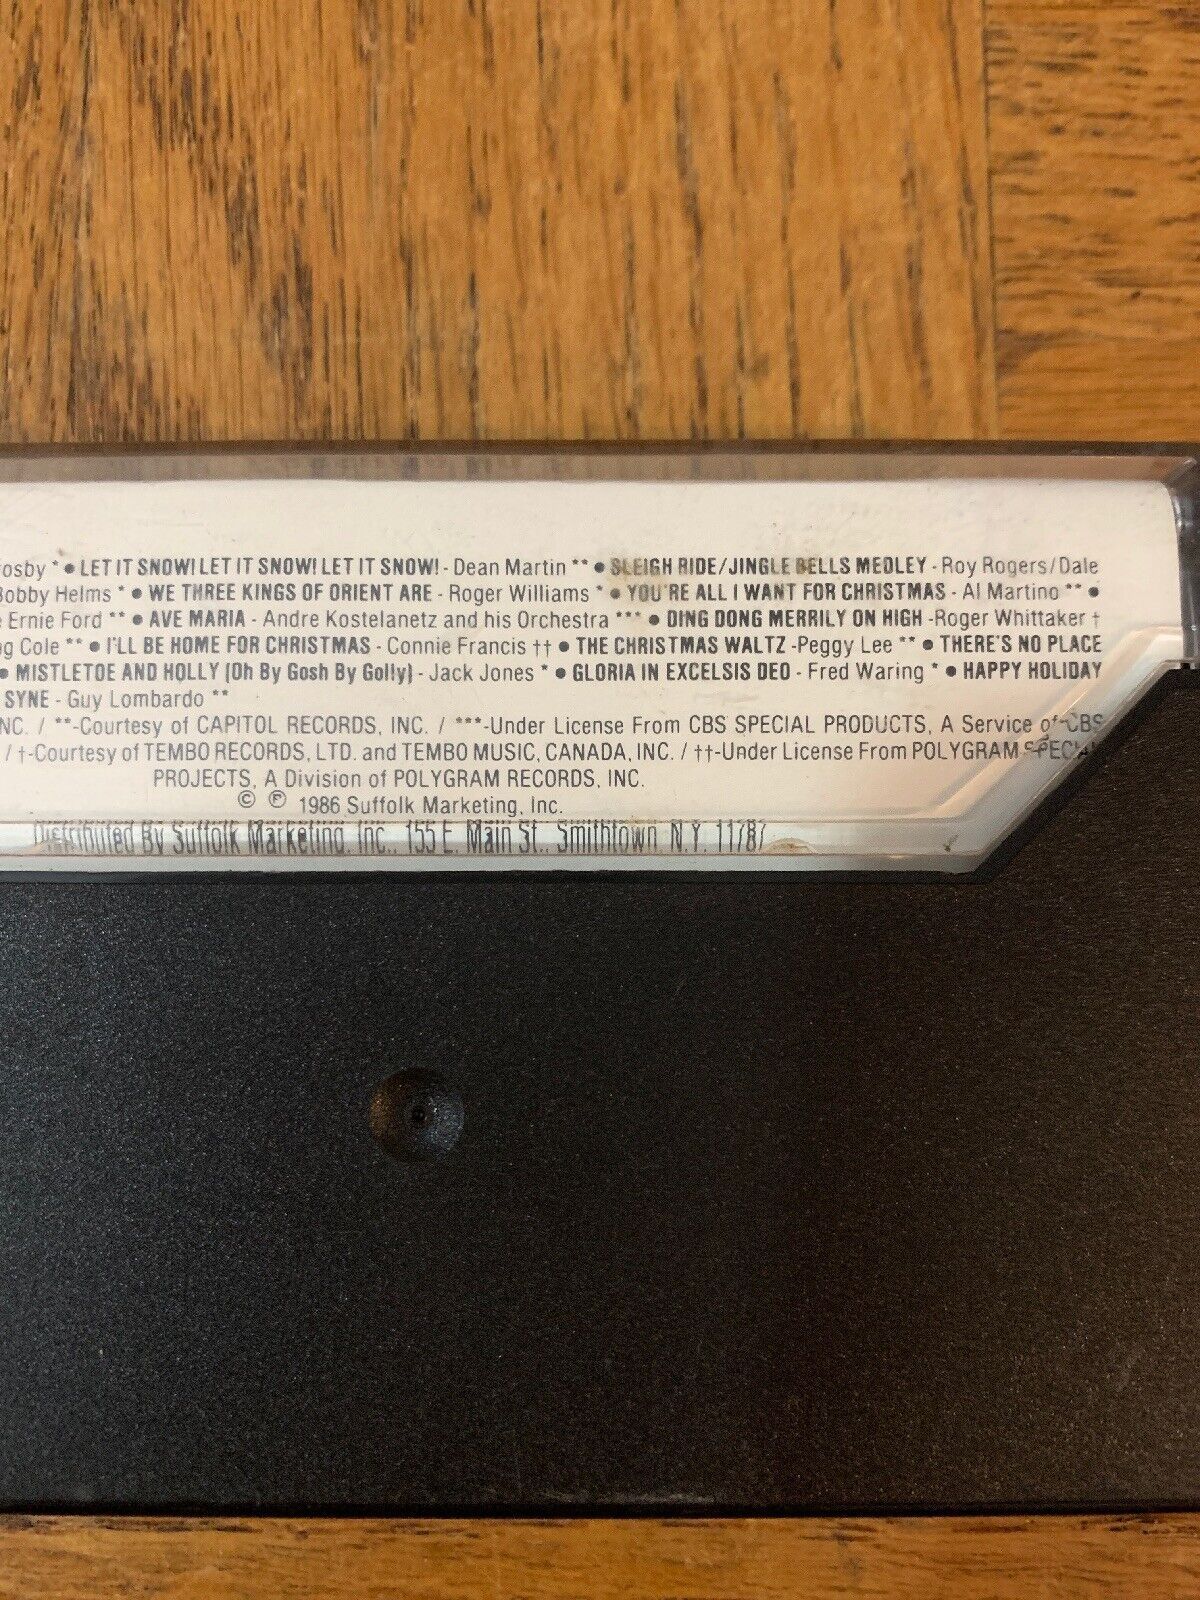 osby * • LET IT SNOW! LET IT SNOW! LET IT SNOW! - Dean Martin ** • SLEIGH RIDE/JINGLE BELLS MEDLEY - Roy Rogers/Dale
Bobby Helms * • WE THREE KINGS OF ORIENT ARE - Roger Williams * • YOU'RE ALL I WANT FOR CHRISTMAS - Al Martino ** •
Ernie Ford ** • AVE MARIA - Andre Kostelanetz and his Orchestra *** • DING DONG MERRILY ON HIGH -Roger Whittaker †
g Cole ** • I'LL BE HOME FOR CHRISTMAS - Connie Francis †† • THE CHRISTMAS WALTZ -Peggy Lee ** • THERE'S NO PLACE
• MISTLETOE AND HOLLY (Oh By Gosh By Golly) - Jack Jones * • GLORIA IN EXCELSIS DEO - Fred Waring * • HAPPY HOLIDAY
SYNE - Guy Lombardo **
NC. / **-Courtesy of CAPITOL RECORDS, INC. / ***-Under License From CBS SPECIAL PRODUCTS, A Service of CBS
/ †-Courtesy of TEMBO RECORDS, LTD. and TEMBO MUSIC, CANADA, INC. / ††-Under License From POLYGRAM SPECIAL
PROJECTS, A Division of POLYGRAM RECORDS, INC.
© ℗ 1986 Suffolk Marketing, Inc.
Distributed By Suffolk Marketing, Inc., 155 E. Main St., Smithtown, N.Y. 11787